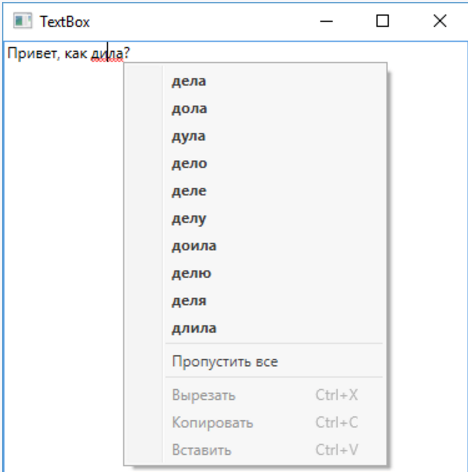 TextBox
Привет, как дила?
дела
дола
дула
дело
деле
делу
доила
делю
деля
длила
Пропустить все
Вырезать Ctrl+X
Копировать Ctrl+C
Вставить Ctrl+V